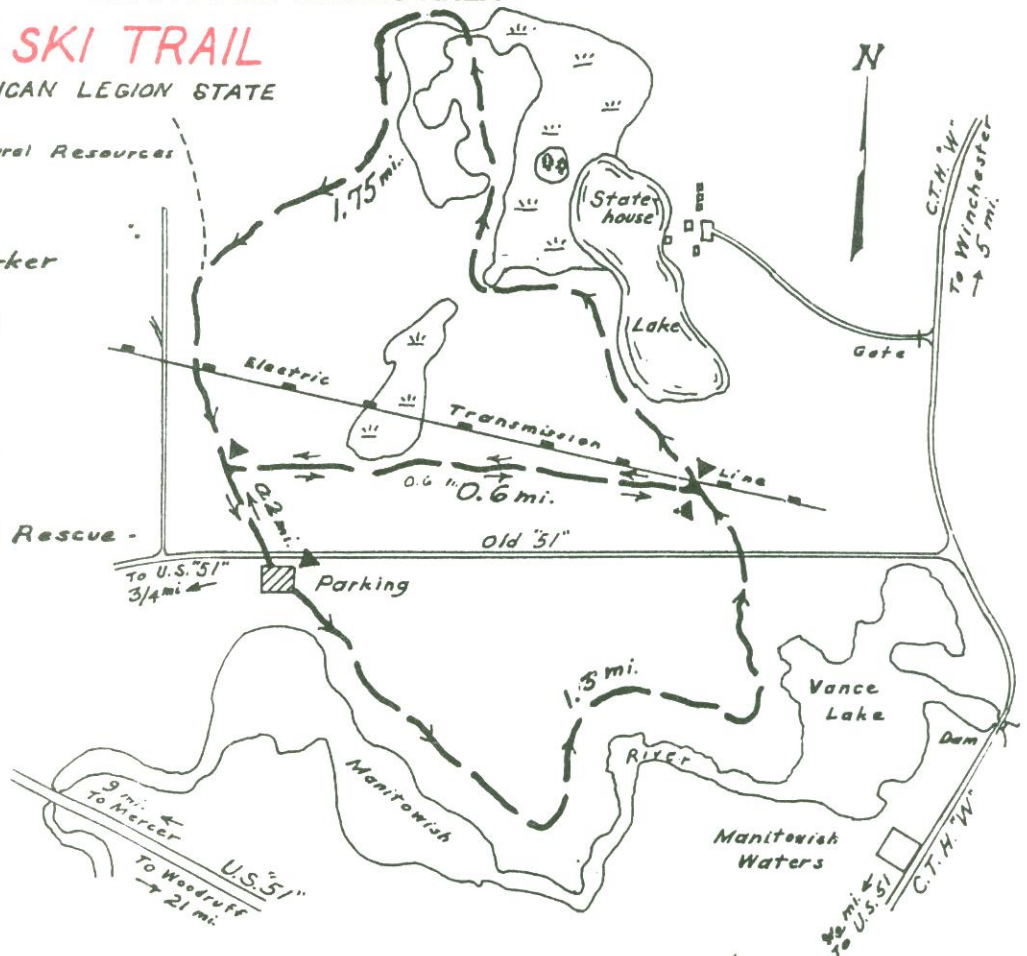 SKI TRAIL
ICAN LEGION STATE
ral Resources
rker
Rescue -
N
C.T.H. "W"
To Winchester
5 mi.
State-
house
Lake
Gate
1.75 mi.
Electric
Transmission
Line
0.6
0.6 mi.
0.2 mi.
Old "51"
To U.S. "51"
3/4 mi
Parking
1.3 mi.
Vance
Lake
Dam
River
Manitowish
Manitowish
Waters
9 mi.
To Mercer
U.S. "51"
To Woodruff
21 mi.
C.T.H. "W"
mi.
To U.S. 51